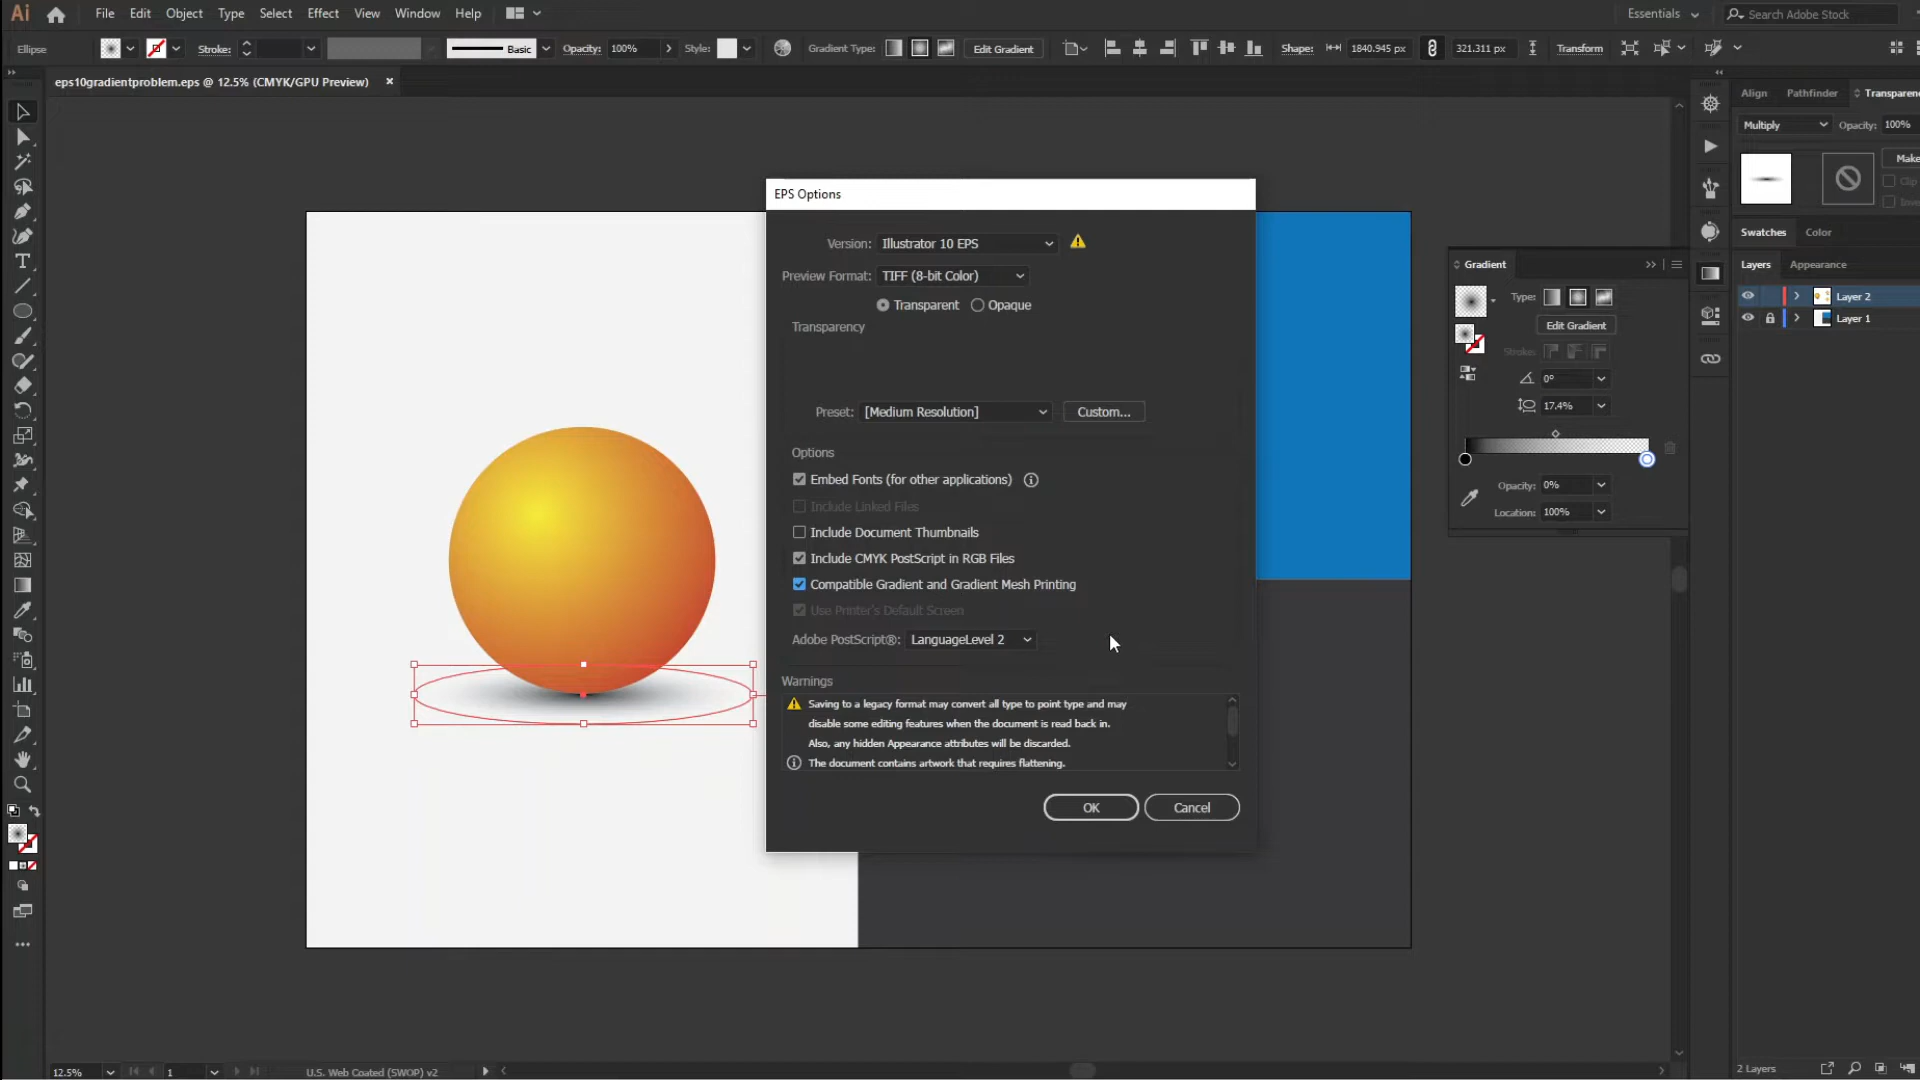 Ai File Edit Object Type Select Effect View Window Help Essentials Search Adobe Stock
Ellipse Stroke: Basic Opacity: 100% Style: Gradient Type: Edit Gradient Shape: 1840.945 px 321.311 px Transform
eps10gradientproblem.eps @ 12.5% (CMYK/GPU Preview)
Align Pathfinder Transparenc
Multiply Opacity: 100%
Make
Clip
Inve
Swatches Color
Layers Appearance
Layer 2
Layer 1
Gradient
Type:
Edit Gradient
Stroke:
0°
17.4%
Opacity: 0%
Location: 100%
EPS Options
Version: Illustrator 10 EPS
Preview Format: TIFF (8-bit Color)
Transparent Opaque
Transparency
Preset: [Medium Resolution] Custom...
Options
Embed Fonts (for other applications)
Include Linked Files
Include Document Thumbnails
Include CMYK PostScript in RGB Files
Compatible Gradient and Gradient Mesh Printing
Use Printer's Default Screen
Adobe PostScript®: LanguageLevel 2
Warnings
Saving to a legacy format may convert all type to point type and may
disable some editing features when the document is read back in.
Also, any hidden Appearance attributes will be discarded.
The document contains artwork that requires flattening.
OK Cancel
12.5% 1 U.S. Web Coated (SWOP) v2 2 Layers